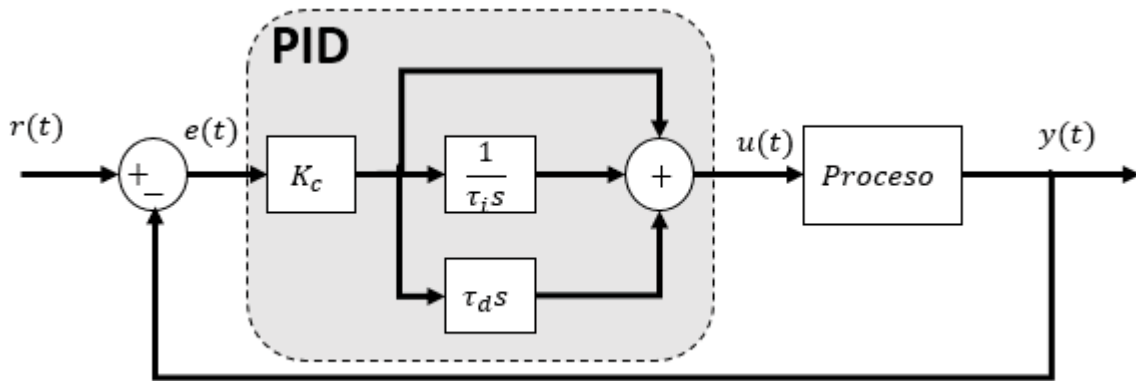 PID
r(t)
e(t)
u(t)
y(t)
+
−
K_c
1
τ_i s
+
Proceso
τ_d s